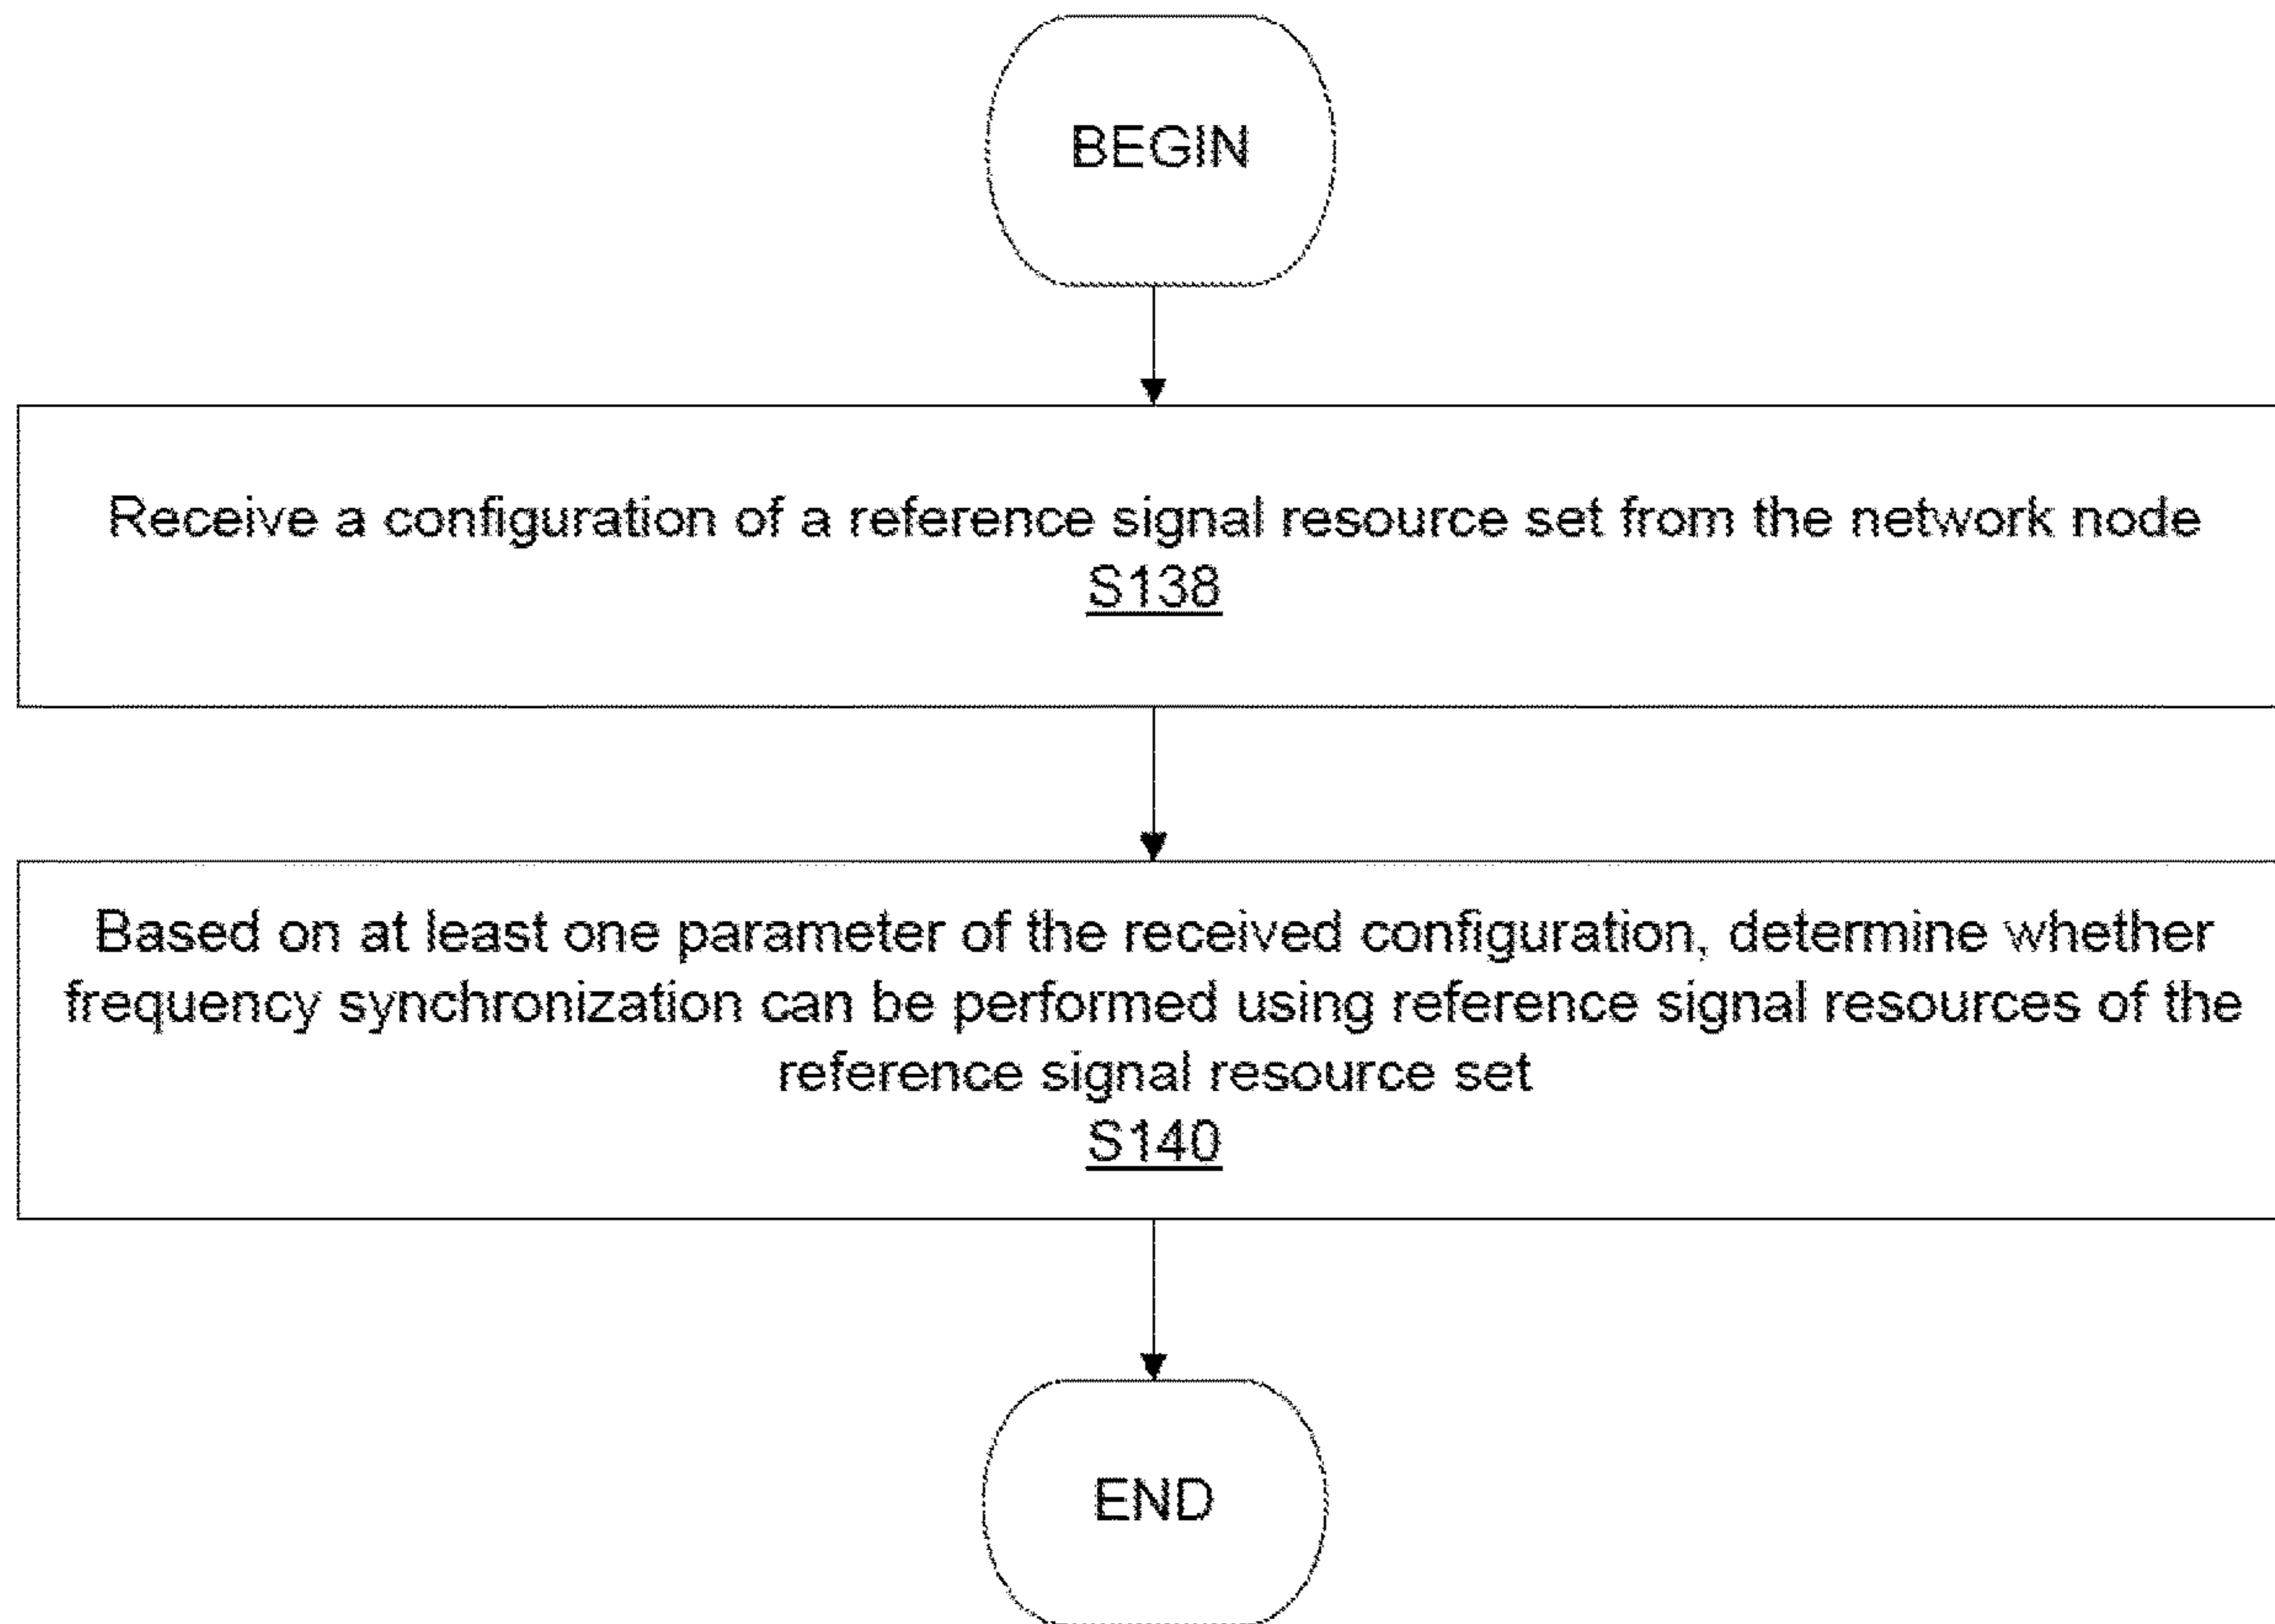 BEGIN
Receive a configuration of a reference signal resource set from the network node
S138
Based on at least one parameter of the received configuration, determine whether
frequency synchronization can be performed using reference signal resources of the
reference signal resource set
S140
END